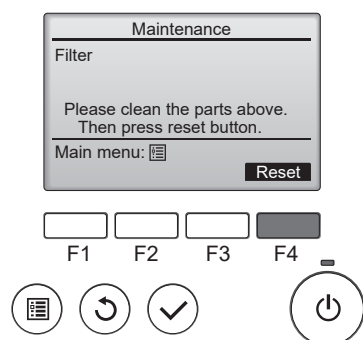 Maintenance
Filter
Please clean the parts above.
Then press reset button.
Main menu:
Reset
F1 F2 F3 F4